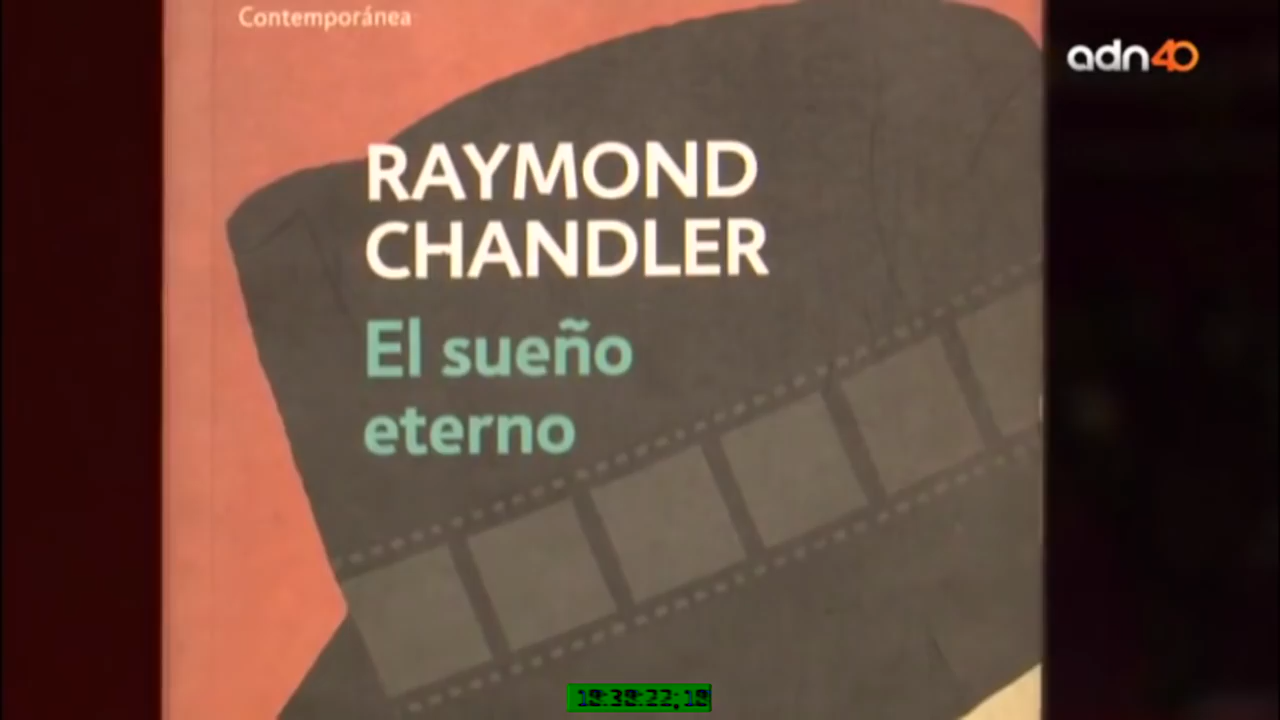 Contemporánea
adn40
RAYMOND
CHANDLER
El sueño
eterno